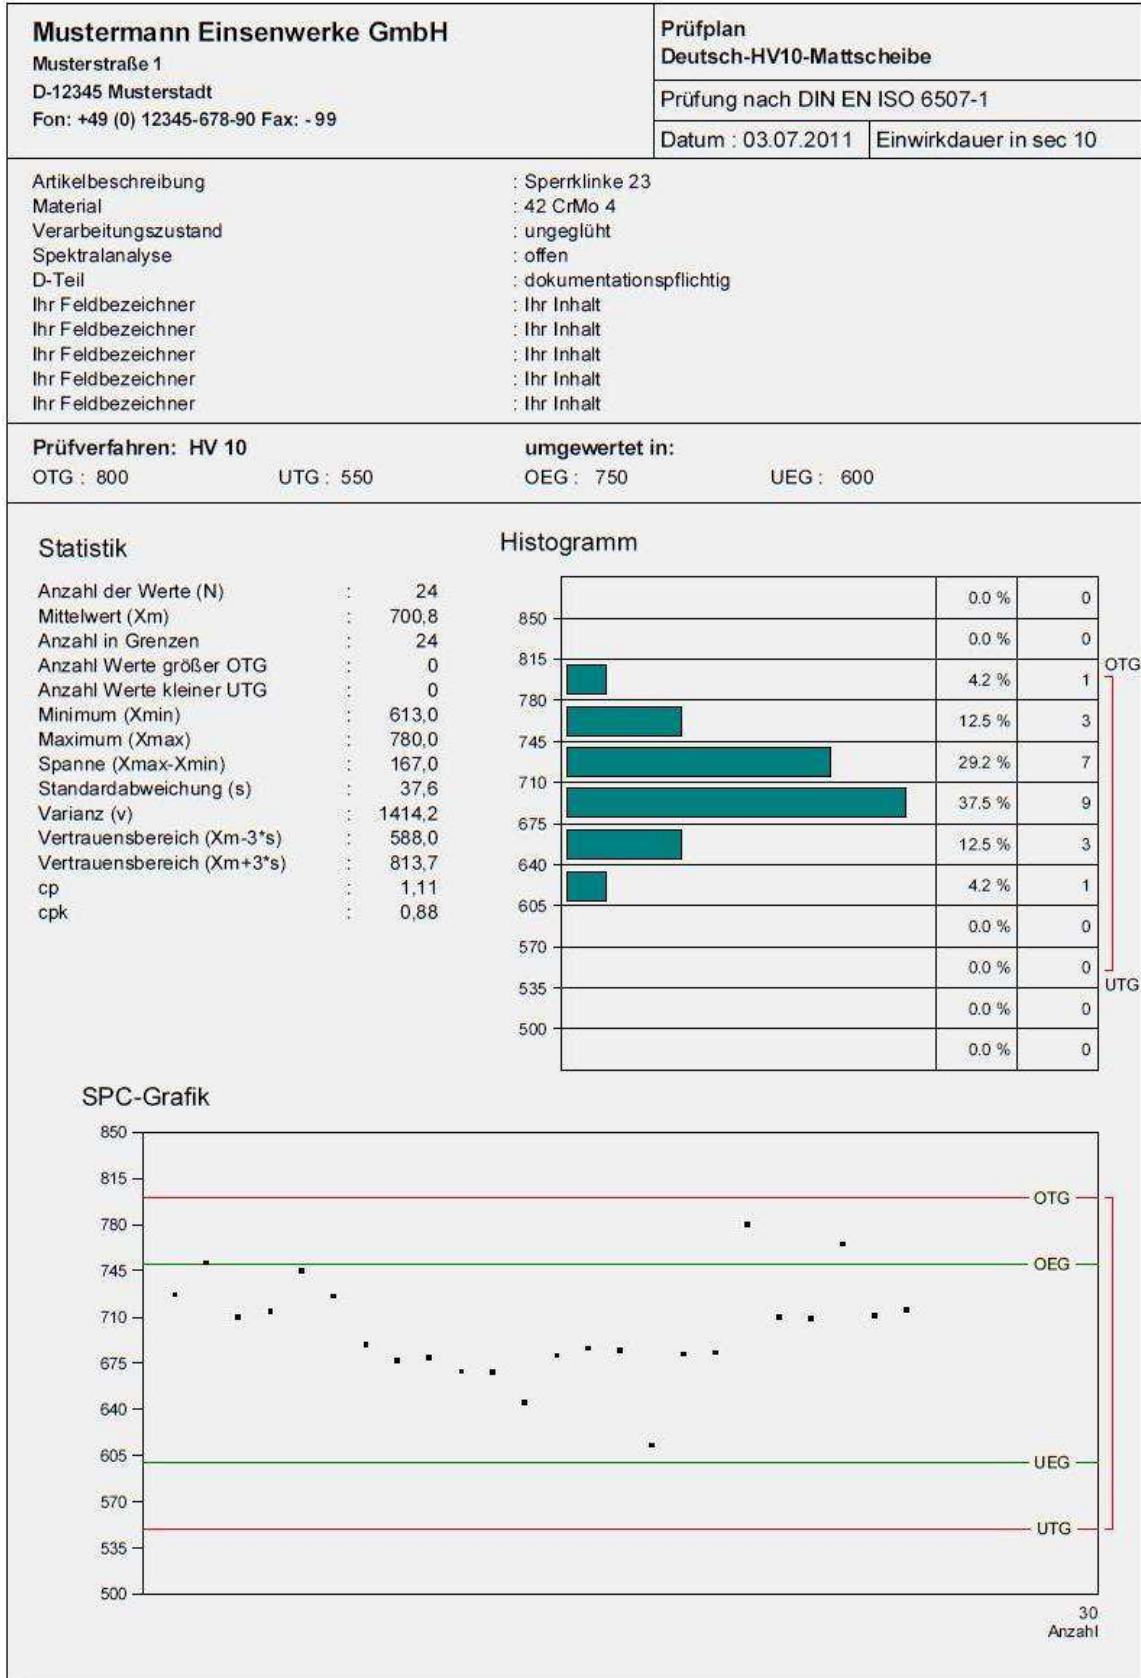 Mustermann Einsenwerke GmbH
Musterstraße 1
D-12345 Musterstadt
Fon: +49 (0) 12345-678-90 Fax: - 99
Prüfplan
Deutsch-HV10-Mattscheibe
Prüfung nach DIN EN ISO 6507-1
Datum : 03.07.2011 Einwirkdauer in sec 10
Artikelbeschreibung : Sperrklinke 23
Material : 42 CrMo 4
Verarbeitungszustand : ungeglüht
Spektralanalyse : offen
D-Teil : dokumentationspflichtig
Ihr Feldbezeichner : Ihr Inhalt
Ihr Feldbezeichner : Ihr Inhalt
Ihr Feldbezeichner : Ihr Inhalt
Ihr Feldbezeichner : Ihr Inhalt
Ihr Feldbezeichner : Ihr Inhalt
Prüfverfahren: HV 10 umgewertet in:
OTG : 800 UTG : 550 OEG : 750 UEG : 600
Statistik
Anzahl der Werte (N) : 24
Mittelwert (Xm) : 700,8
Anzahl in Grenzen : 24
Anzahl Werte größer OTG : 0
Anzahl Werte kleiner UTG : 0
Minimum (Xmin) : 613,0
Maximum (Xmax) : 780,0
Spanne (Xmax-Xmin) : 167,0
Standardabweichung (s) : 37,6
Varianz (v) : 1414,2
Vertrauensbereich (Xm-3*s) : 588,0
Vertrauensbereich (Xm+3*s) : 813,7
cp : 1,11
cpk : 0,88
Histogramm
0.0 % 0
850
0.0 % 0
815
OTG
4.2 % 1
780
12.5 % 3
745
29.2 % 7
710
37.5 % 9
675
12.5 % 3
640
4.2 % 1
605
0.0 % 0
570
0.0 % 0
535
UTG
0.0 % 0
500
0.0 % 0
SPC-Grafik
850
815
OTG
780
OEG
745
710
675
640
605
UEG
570
UTG
535
500
30
Anzahl